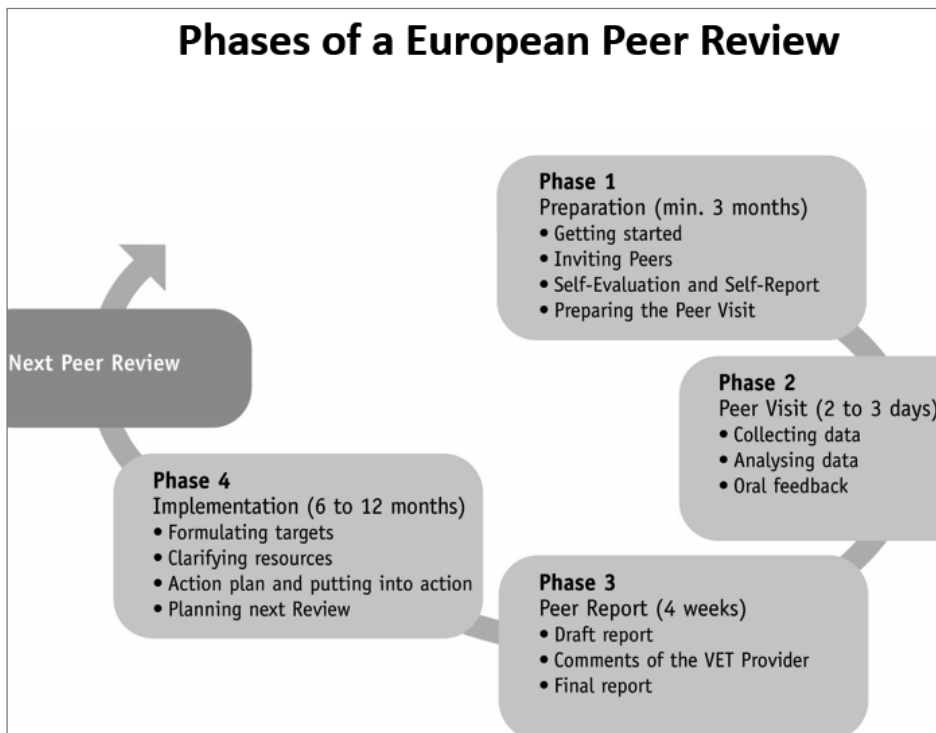 Phases of a European Peer Review
Phase 1
Preparation (min. 3 months)
• Getting started
• Inviting Peers
• Self-Evaluation and Self-Report
• Preparing the Peer Visit
Phase 2
Peer Visit (2 to 3 days)
• Collecting data
• Analysing data
• Oral feedback
Phase 3
Peer Report (4 weeks)
• Draft report
• Comments of the VET Provider
• Final report
Phase 4
Implementation (6 to 12 months)
• Formulating targets
• Clarifying resources
• Action plan and putting into action
• Planning next Review
Next Peer Review